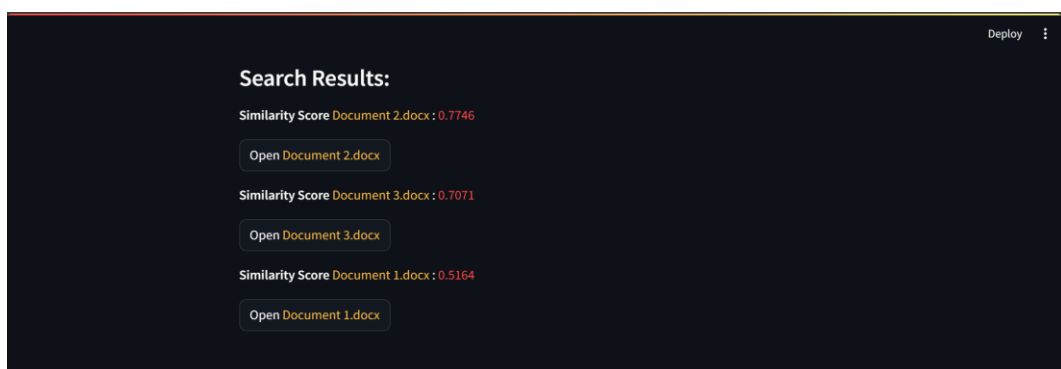 Deploy
Search Results:
Similarity Score Document 2.docx : 0.7746
Open Document 2.docx
Similarity Score Document 3.docx : 0.7071
Open Document 3.docx
Similarity Score Document 1.docx : 0.5164
Open Document 1.docx